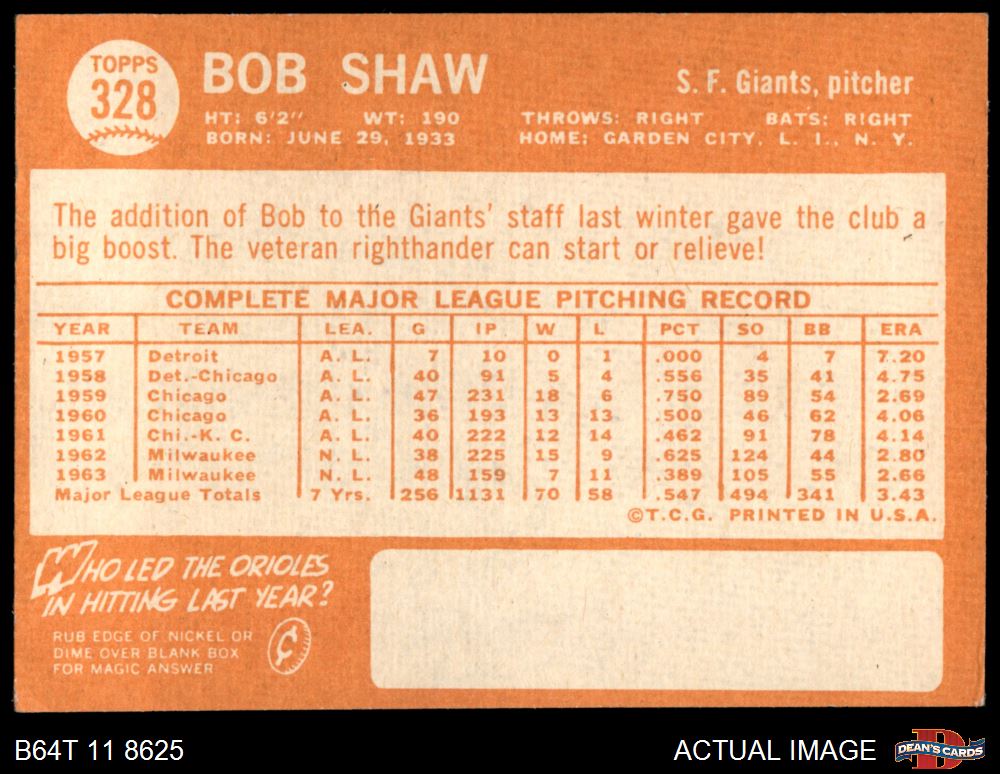 TOPPS
328
BOB SHAW
S. F. Giants, pitcher
HT: 6'2" WT: 190 THROWS: RIGHT BATS: RIGHT
BORN: JUNE 29, 1933 HOME: GARDEN CITY, L. I., N. Y.
The addition of Bob to the Giants' staff last winter gave the club a
big boost. The veteran righthander can start or relieve!
COMPLETE MAJOR LEAGUE PITCHING RECORD
YEAR TEAM LEA. G IP W L PCT SO BB ERA
1957 Detroit A. L. 7 10 0 1 .000 4 7 7.20
1958 Det.-Chicago A. L. 40 91 5 4 .556 35 41 4.75
1959 Chicago A. L. 47 231 18 6 .750 89 54 2.69
1960 Chicago A. L. 36 193 13 13 .500 46 62 4.06
1961 Chi.-K. C. A. L. 40 222 12 14 .462 91 78 4.14
1962 Milwaukee N. L. 38 225 15 9 .625 124 44 2.80
1963 Milwaukee N. L. 48 159 7 11 .389 105 55 2.66
Major League Totals 7 Yrs. 256 1131 70 58 .547 494 341 3.43
©T.C.G. PRINTED IN U.S.A.
WHO LED THE ORIOLES
IN HITTING LAST YEAR?
RUB EDGE OF NICKEL OR
DIME OVER BLANK BOX
FOR MAGIC ANSWER
¢
B64T 11 8625
ACTUAL IMAGE
D
DEAN'S CARDS